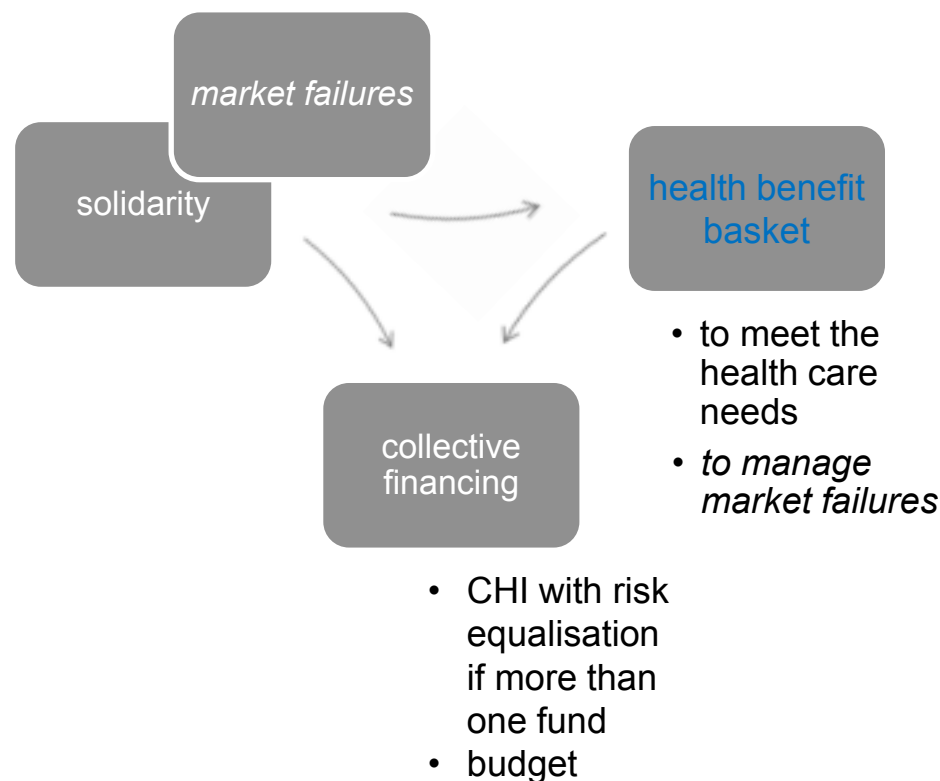 market failures
solidarity
health benefit
basket
• to meet the
health care
needs
• to manage
market failures
collective
financing
• CHI with risk
equalisation
if more than
one fund
• budget